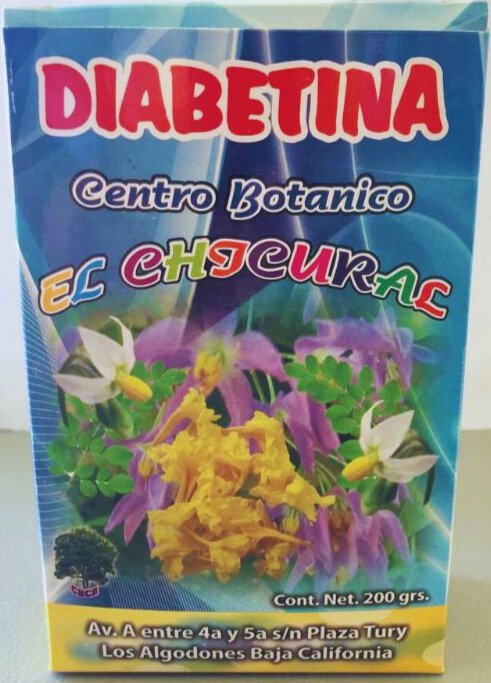 DIABETINA
Centro Botanico
EL CHICURAL
CBCH
Cont. Net. 200 grs.
Av. A entre 4a y 5a s/n Plaza Tury
Los Algodones Baja California